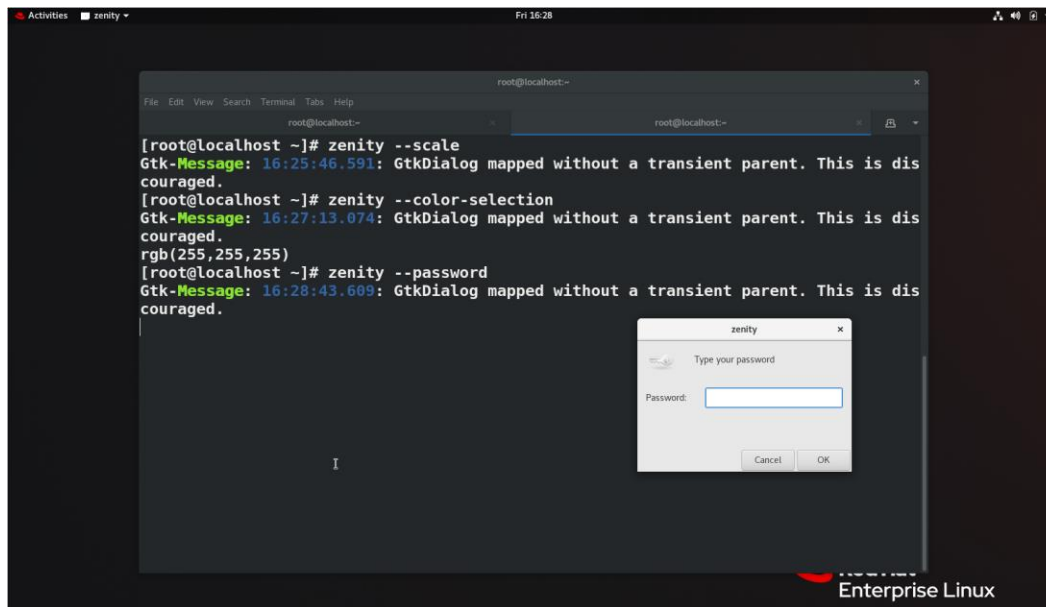 Activities zenity Fri 16:28
root@localhost:~
File Edit View Search Terminal Tabs Help
root@localhost:~ root@localhost:~
[root@localhost ~]# zenity --scale
Gtk-Message: 16:25:46.591: GtkDialog mapped without a transient parent. This is dis
couraged.
[root@localhost ~]# zenity --color-selection
Gtk-Message: 16:27:13.074: GtkDialog mapped without a transient parent. This is dis
couraged.
rgb(255,255,255)
[root@localhost ~]# zenity --password
Gtk-Message: 16:28:43.609: GtkDialog mapped without a transient parent. This is dis
couraged.
zenity
Type your password
Password:
Cancel OK
Enterprise Linux